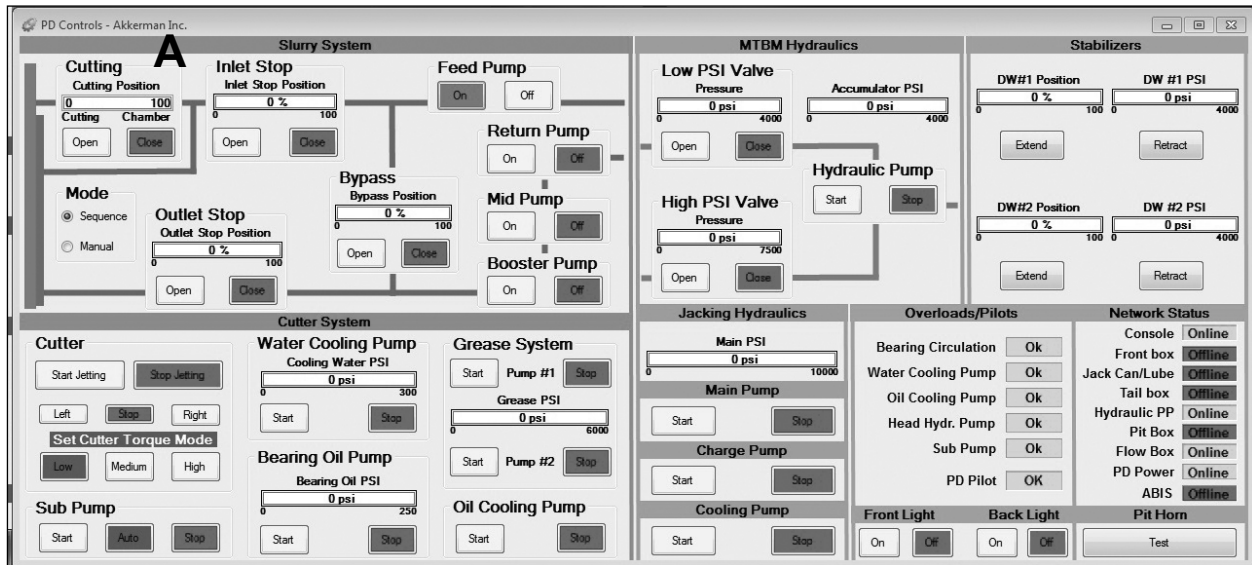 PD Controls - Akkerman Inc.
A
Slurry System
Cutting
Cutting Position
0 100
Cutting Chamber
Open Close
Inlet Stop
Inlet Stop Position
0 %
0 100
Open Close
Feed Pump
On Off
Return Pump
On Off
Mode
Sequence
Manual
Outlet Stop
Outlet Stop Position
0 %
0 100
Open Close
Bypass
Bypass Position
0 %
0 100
Open Close
Mid Pump
On Off
Booster Pump
On Off
MTBM Hydraulics
Low PSI Valve
Pressure
0 psi
0 4000
Open Close
Accumulator PSI
0 psi
0 4000
Hydraulic Pump
Start Stop
High PSI Valve
Pressure
0 psi
0 7500
Open Close
Stabilizers
DW#1 Position
0 %
0 100
Extend
DW #1 PSI
0 psi
0 4000
Retract
DW#2 Position
0 %
0 100
Extend
DW #2 PSI
0 psi
0 4000
Retract
Cutter System
Cutter
Start Jetting Stop Jetting
Left Stop Right
Set Cutter Torque Mode
Low Medium High
Sub Pump
Start Auto Stop
Water Cooling Pump
Cooling Water PSI
0 psi
0 300
Start Stop
Bearing Oil Pump
Bearing Oil PSI
0 psi
0 250
Start Stop
Grease System
Start Pump #1 Stop
Grease PSI
0 psi
0 6000
Start Pump #2 Stop
Oil Cooling Pump
Start Stop
Jacking Hydraulics
Main PSI
0 psi
0 10000
Main Pump
Start Stop
Charge Pump
Start Stop
Cooling Pump
Start Stop
Overloads/Pilots
Bearing Circulation Ok
Water Cooling Pump Ok
Oil Cooling Pump Ok
Head Hydr. Pump Ok
Sub Pump Ok
PD Pilot OK
Front Light Back Light
On Off On Off
Network Status
Console Online
Front box Offline
Jack Can/Lube Offline
Tail box Offline
Hydraulic PP Online
Pit Box Offline
Flow Box Online
PD Power Online
ABIS Offline
Pit Horn
Test